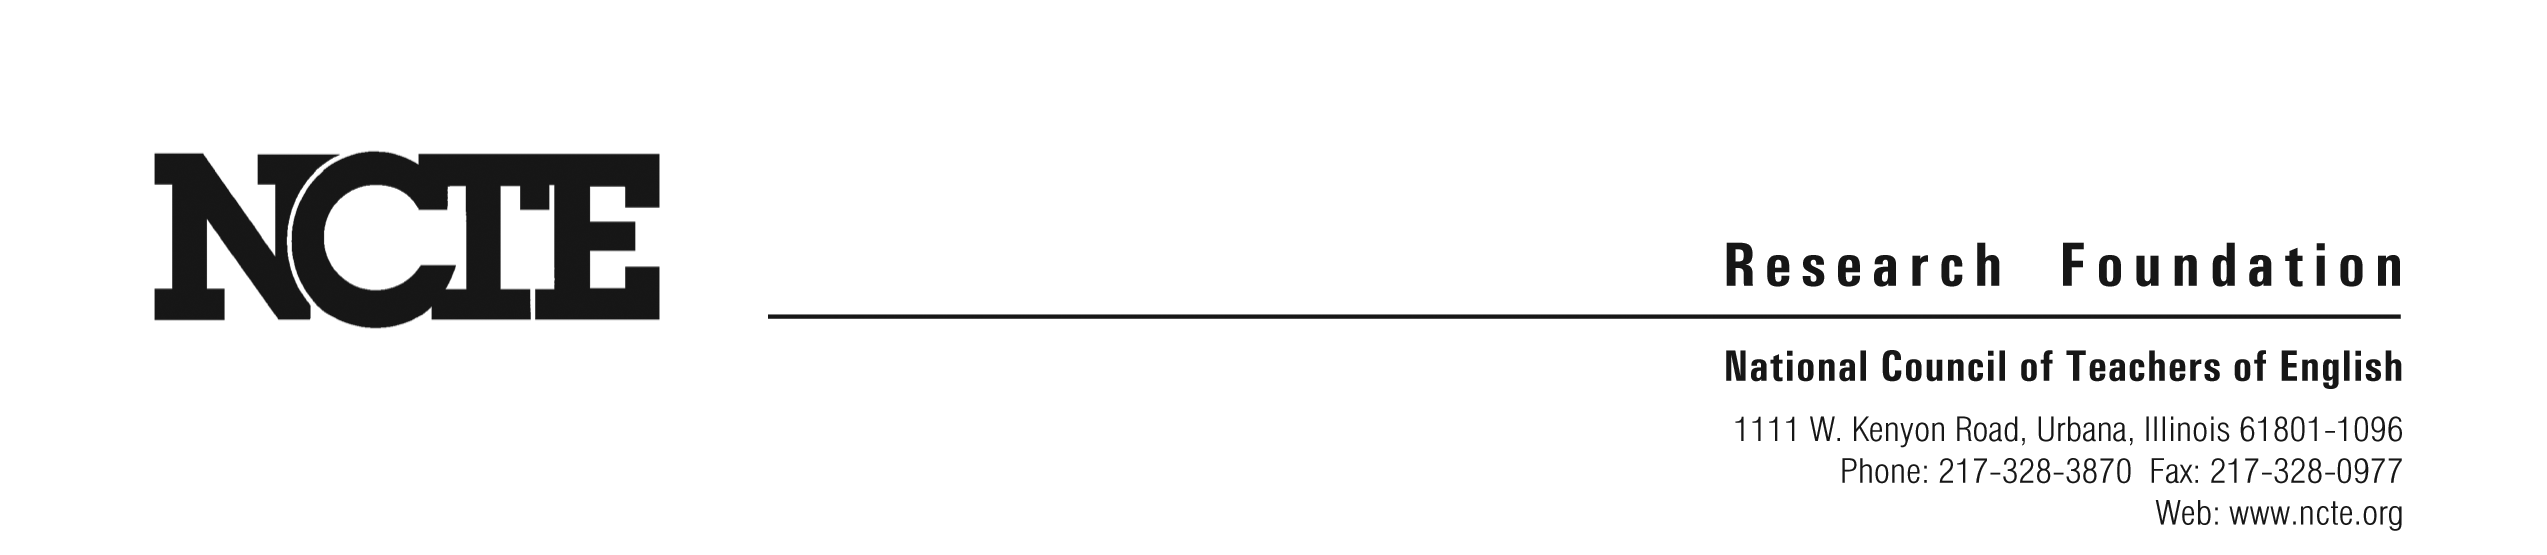 NCTE
Research Foundation
National Council of Teachers of English
1111 W. Kenyon Road, Urbana, Illinois 61801-1096
Phone: 217-328-3870 Fax: 217-328-0977
Web: www.ncte.org